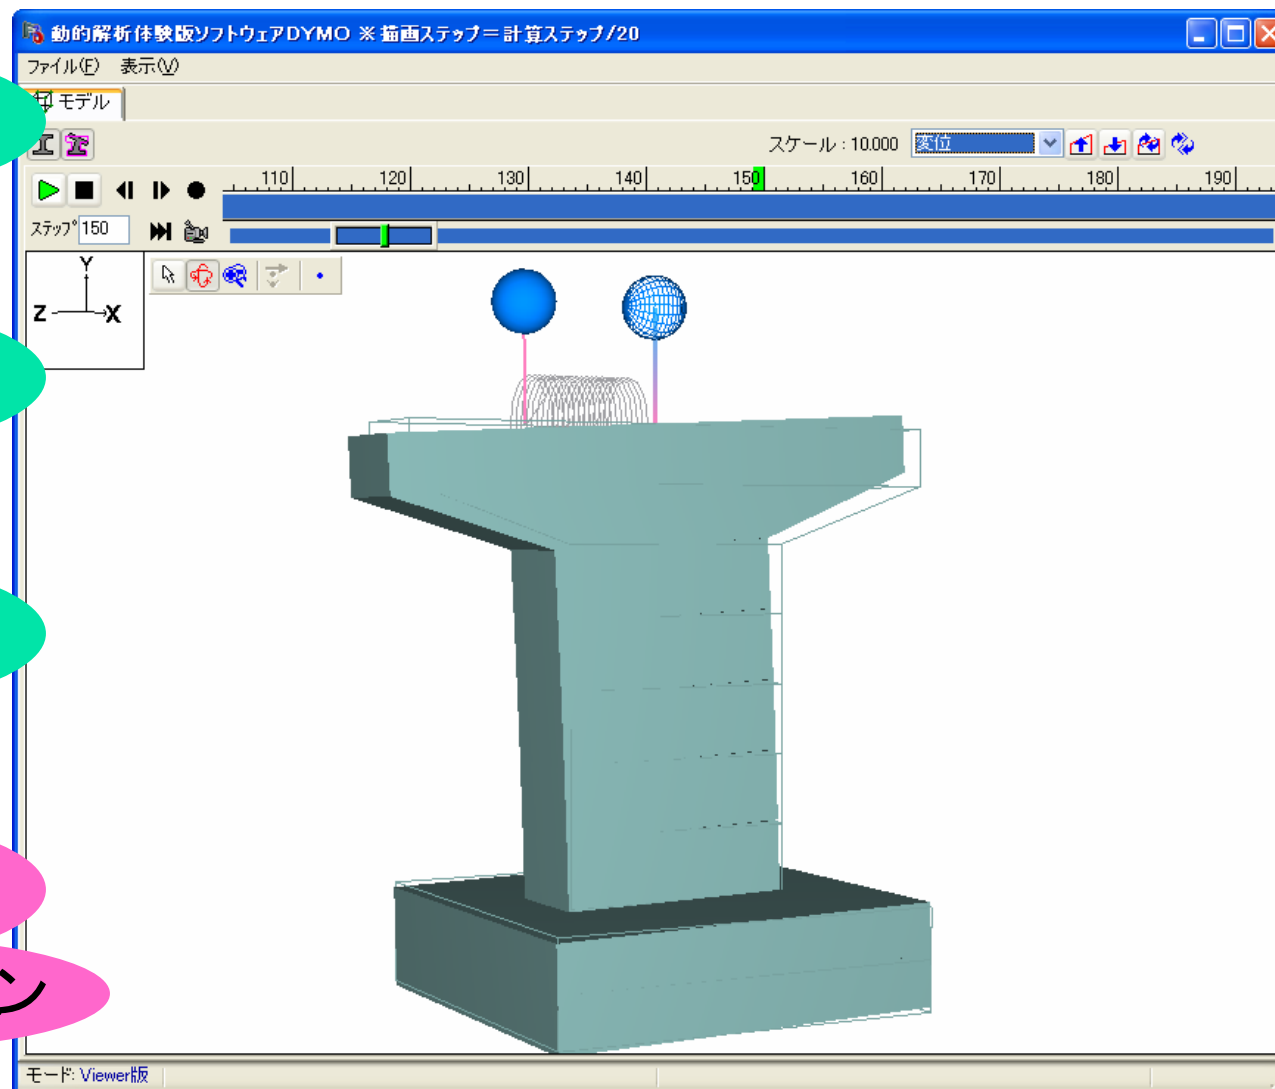 動的解析体験版ソフトウェアDYMO ※描画ステップ=計算ステップ/20
ファイル(F) 表示(V)
モデル
スケール : 10.000 変位
110 120 130 140 150 160 170 180 190
ステップ 150
Y
Z X
ン
モード: Viewer版